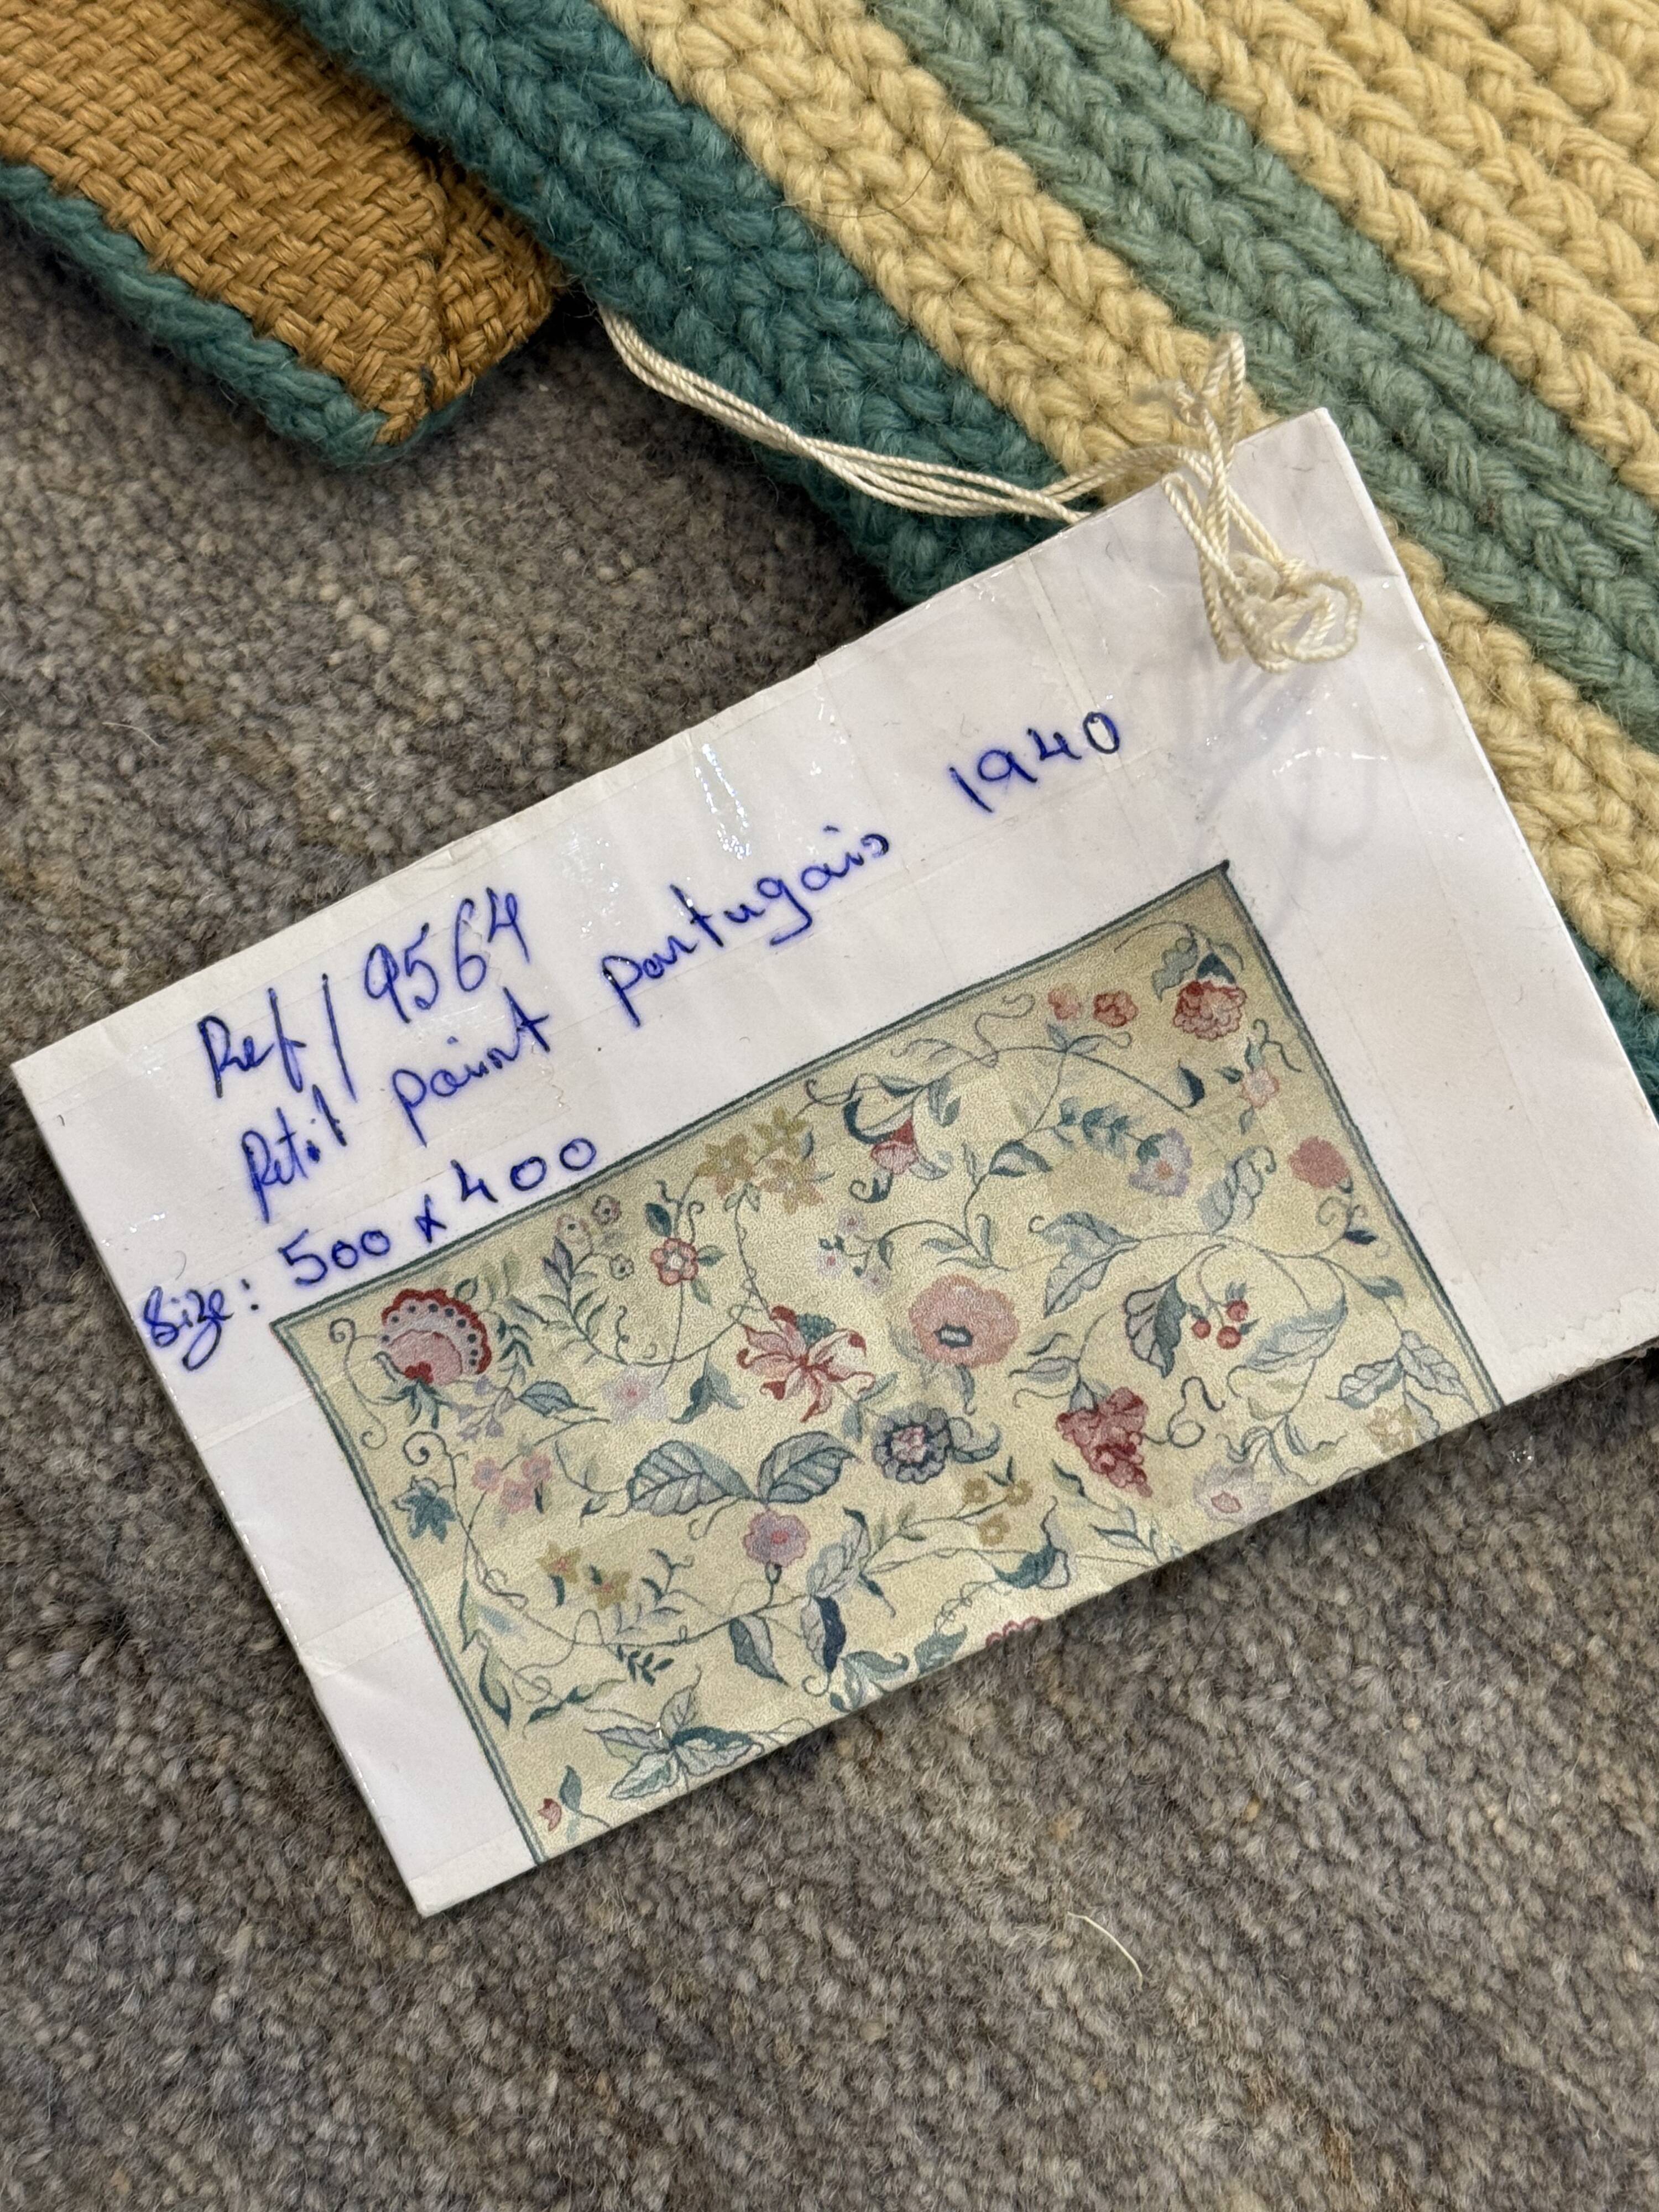 Ref/ 9564
Petit point portugais 1940
Size: 500 x 400